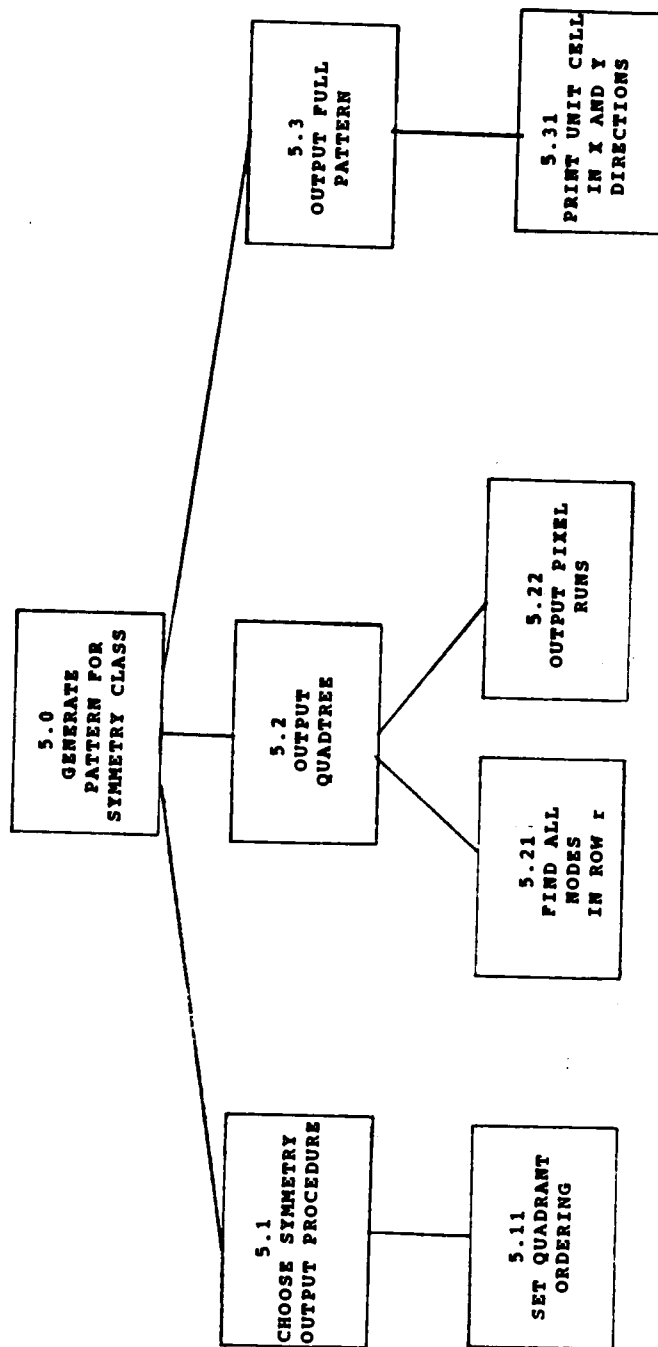 5.0
GENERATE
PATTERN FOR
SYMMETRY CLASS
5.1
CHOOSE SYMMETRY
OUTPUT PROCEDURE
5.2
OUTPUT
QUADTREE
5.3
OUTPUT FULL
PATTERN
5.11
SET QUADRANT
ORDERING
5.21
FIND ALL
NODES
IN ROW r
5.22
OUTPUT PIXEL
RUNS
5.31
PRINT UNIT CELL
IN X AND Y
DIRECTIONS